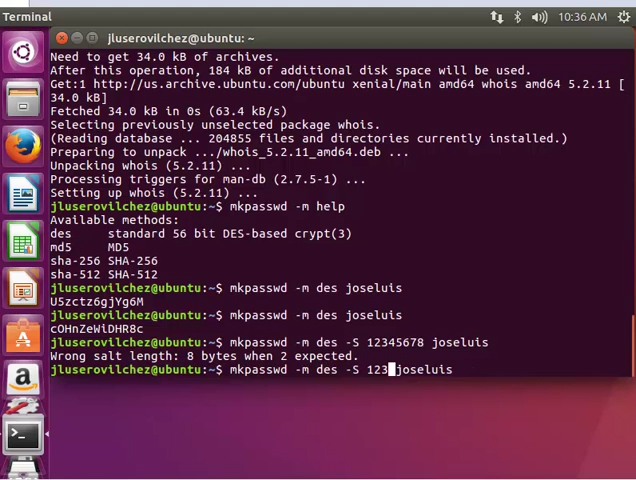 Terminal
10:36 AM
jluserovilchez@ubuntu: ~
Need to get 34.0 kB of archives.
After this operation, 184 kB of additional disk space will be used.
Get:1 http://us.archive.ubuntu.com/ubuntu xenial/main amd64 whois amd64 5.2.11 [
34.0 kB]
Fetched 34.0 kB in 0s (63.4 kB/s)
Selecting previously unselected package whois.
(Reading database ... 204855 files and directories currently installed.)
Preparing to unpack .../whois_5.2.11_amd64.deb ...
Unpacking whois (5.2.11) ...
Processing triggers for man-db (2.7.5-1) ...
Setting up whois (5.2.11) ...
jluserovilchez@ubuntu:~$ mkpasswd -m help
Available methods:
des     standard 56 bit DES-based crypt(3)
md5     MD5
sha-256 SHA-256
sha-512 SHA-512
jluserovilchez@ubuntu:~$ mkpasswd -m des joseluis
U5zctz6gjYg6M
jluserovilchez@ubuntu:~$ mkpasswd -m des joseluis
cOHnZeWiDHR8c
jluserovilchez@ubuntu:~$ mkpasswd -m des -S 12345678 joseluis
Wrong salt length: 8 bytes when 2 expected.
jluserovilchez@ubuntu:~$ mkpasswd -m des -S 123 joseluis